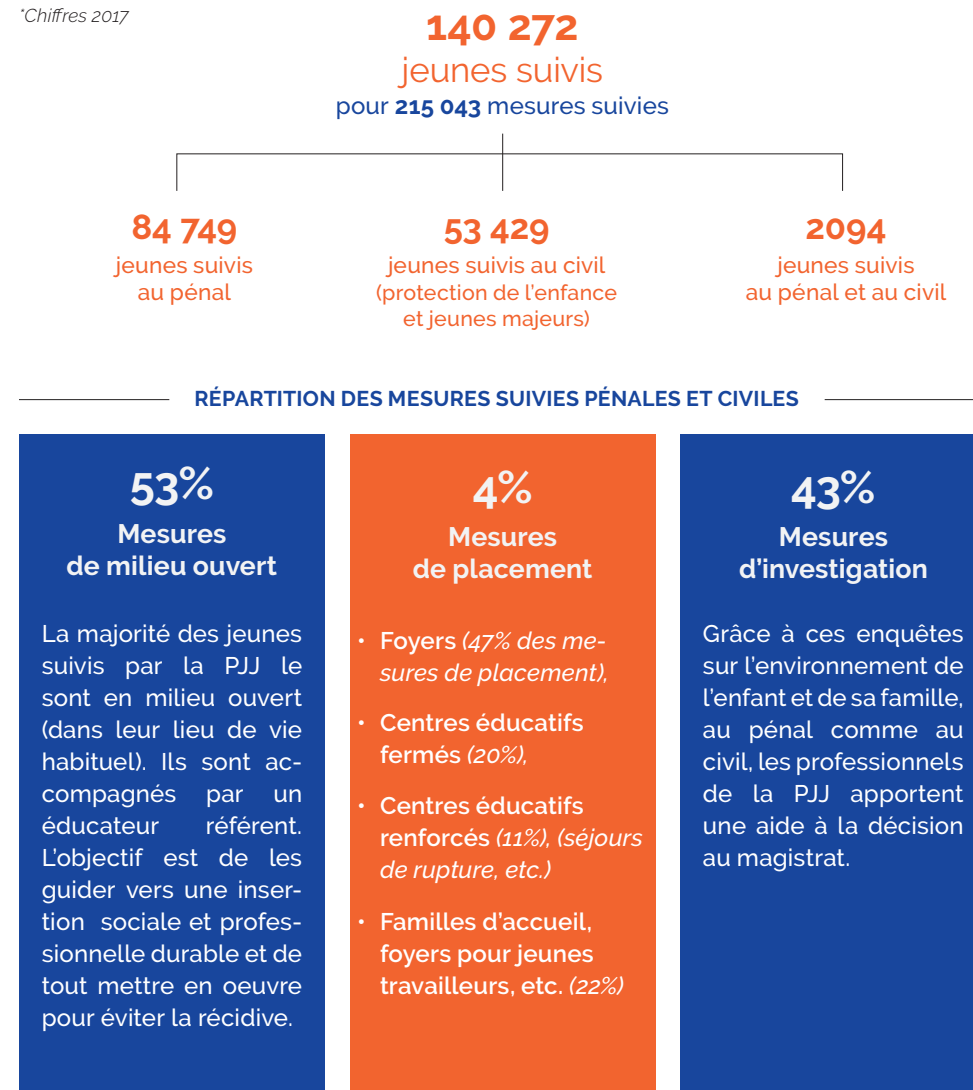 *Chiffres 2017
140 272
jeunes suivis
pour 215 043 mesures suivies
84 749
jeunes suivis
au pénal
53 429
jeunes suivis au civil
(protection de l'enfance
et jeunes majeurs)
2094
jeunes suivis
au pénal et au civil
RÉPARTITION DES MESURES SUIVIES PÉNALES ET CIVILES
53%
Mesures
de milieu ouvert
La majorité des jeunes
suivis par la PJJ le
sont en milieu ouvert
(dans leur lieu de vie
habituel). Ils sont ac-
compagnés par un
éducateur référent.
L'objectif est de les
guider vers une inser-
tion sociale et profes-
sionnelle durable et de
tout mettre en oeuvre
pour éviter la récidive.
4%
Mesures
de placement
• Foyers (47% des me-
sures de placement),
• Centres éducatifs
fermés (20%),
• Centres éducatifs
renforcés (11%), (séjours
de rupture, etc.)
• Familles d'accueil,
foyers pour jeunes
travailleurs, etc. (22%)
43%
Mesures
d'investigation
Grâce à ces enquêtes
sur l'environnement de
l'enfant et de sa famille,
au pénal comme au
civil, les professionnels
de la PJJ apportent
une aide à la décision
au magistrat.